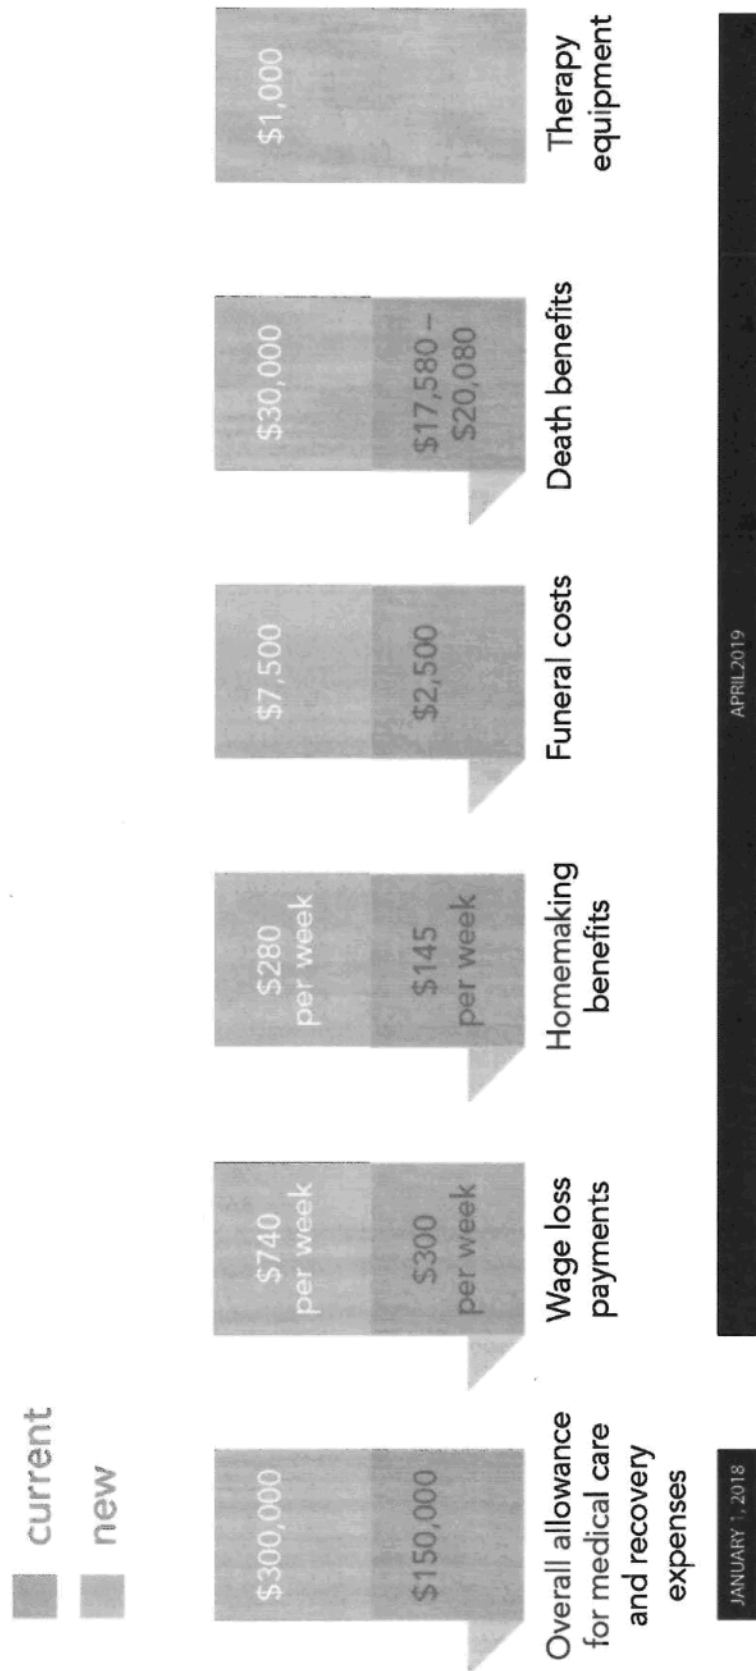 current
new
$300,000
$150,000
Overall allowance
for medical care
and recovery
expenses
$740
per week
$300
per week
Wage loss
payments
$280
per week
$145
per week
Homemaking
benefits
$7,500
$2,500
Funeral costs
$30,000
$17,580 –
$20,080
Death benefits
$1,000
Therapy
equipment
JANUARY 1, 2018
APRIL2019